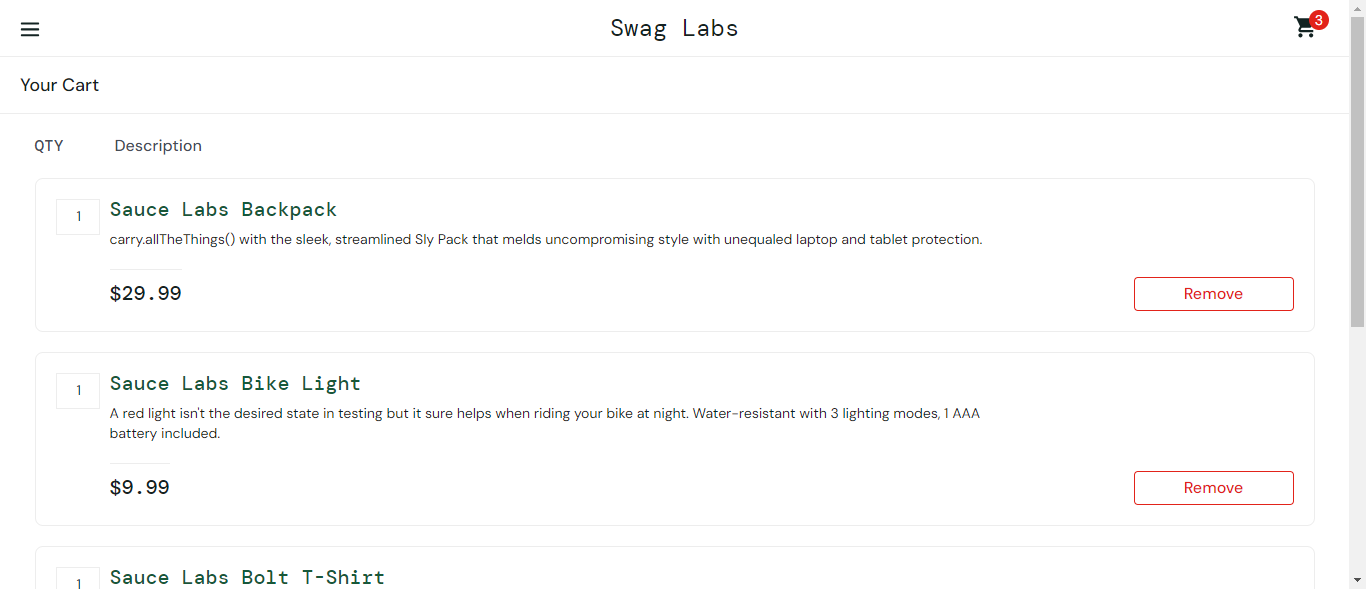 Swag Labs
3
Your Cart
QTY Description
1 Sauce Labs Backpack
carry.allTheThings() with the sleek, streamlined Sly Pack that melds uncompromising style with unequaled laptop and tablet protection.
$29.99 Remove
1 Sauce Labs Bike Light
A red light isn't the desired state in testing but it sure helps when riding your bike at night. Water-resistant with 3 lighting modes, 1 AAA
battery included.
$9.99 Remove
1 Sauce Labs Bolt T-Shirt